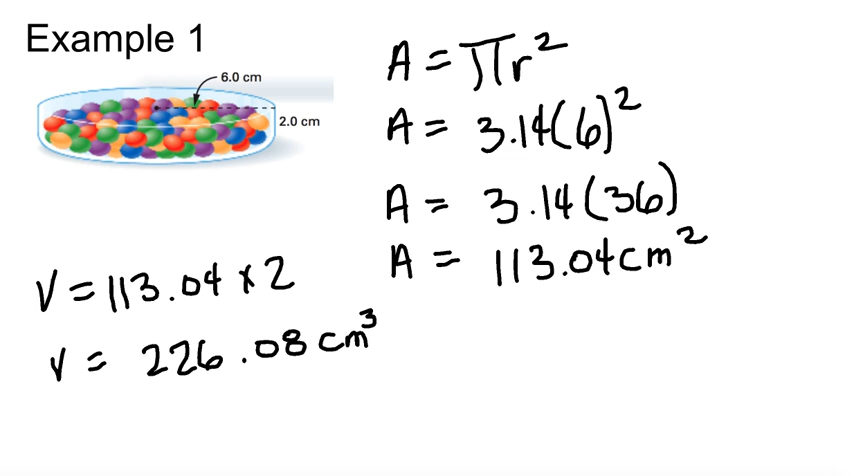 Example 1
6.0 cm
2.0 cm
A = πr²
A = 3.14(6)²
A = 3.14(36)
A = 113.04cm²
V = 113.04 x 2
V = 226.08 cm³